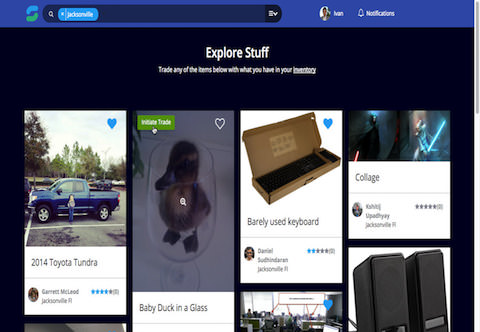 Jacksonville
Ivan
Notifications
Explore Stuff
Trade any of the items below with what you have in your inventory
Initiate Trade
2014 Toyota Tundra
Garrett McLeod
(0)
Jacksonville Fl
Baby Duck in a Glass
Barely used keyboard
Daniel
Sudhindaran
(0)
Jacksonville Fl
Collage
Kshitij
Upadhyay
(0)
Jacksonville Fl